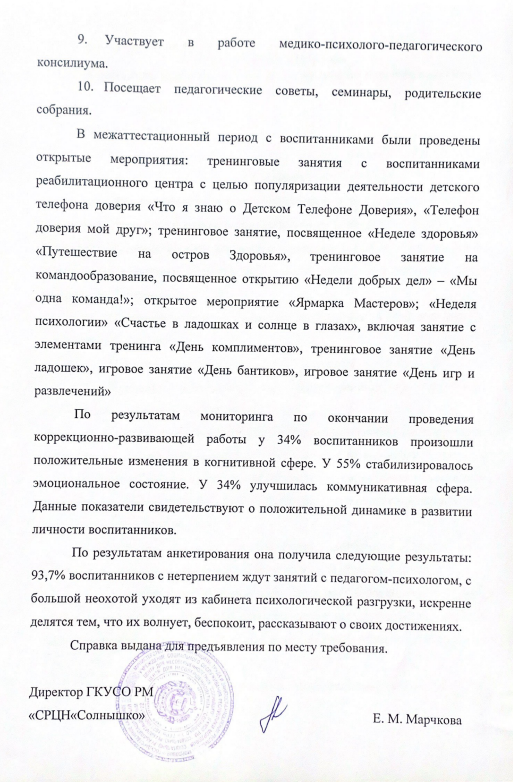 9. Участвует в работе медико-психолого-педагогического
консилиума.
10. Посещает педагогические советы, семинары, родительские
собрания.
В межаттестационный период с воспитанниками были проведены
открытые мероприятия: тренинговые занятия с воспитанниками
реабилитационного центра с целью популяризации деятельности детского
телефона доверия «Что я знаю о Детском Телефоне Доверия», «Телефон
доверия мой друг»; тренинговое занятие, посвященное «Неделе здоровья»
«Путешествие на остров Здоровья», тренинговое занятие на
командообразование, посвященное открытию «Недели добрых дел» – «Мы
одна команда!»; открытое мероприятие «Ярмарка Мастеров»; «Неделя
психологии» «Счастье в ладошках и солнце в глазах», включая занятие с
элементами тренинга «День комплиментов», тренинговое занятие «День
ладошек», игровое занятие «День бантиков», игровое занятие «День игр и
развлечений»
По результатам мониторинга по окончании проведения
коррекционно-развивающей работы у 34% воспитанников произошли
положительные изменения в когнитивной сфере. У 55% стабилизировалось
эмоциональное состояние. У 34% улучшилась коммуникативная сфера.
Данные показатели свидетельствуют о положительной динамике в развитии
личности воспитанников.
По результатам анкетирования она получила следующие результаты:
93,7% воспитанников с нетерпением ждут занятий с педагогом-психологом, с
большой неохотой уходят из кабинета психологической разгрузки, искренне
делятся тем, что их волнует, беспокоит, рассказывают о своих достижениях.
Справка выдана для предъявления по месту требования.
Директор ГКУСО РМ
«СРЦН«Солнышко» Е. М. Марчкова